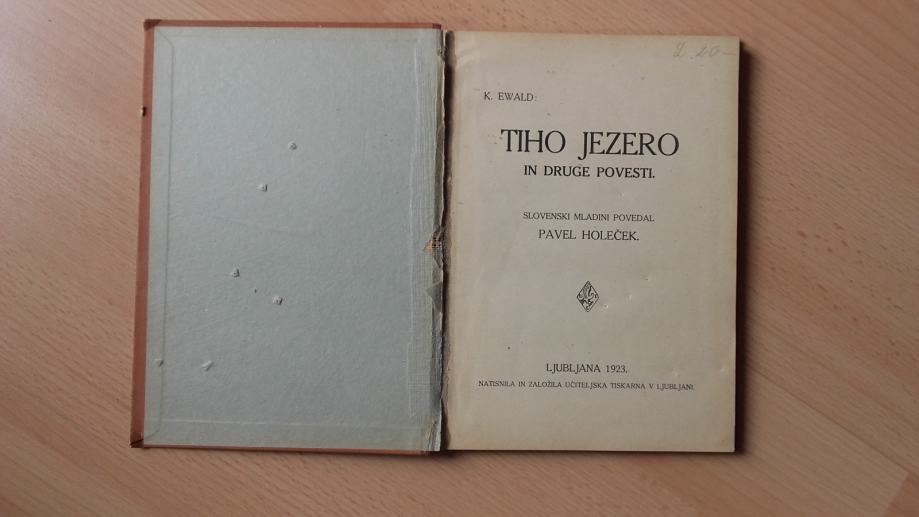 L 20–
K. EWALD:
TIHO JEZERO
IN DRUGE POVESTI.
SLOVENSKI MLADINI POVEDAL
PAVEL HOLEČEK.
LJUBLJANA 1923.
NATISNILA IN ZALOŽILA UČITELJSKA TISKARNA V LJUBLJANI.